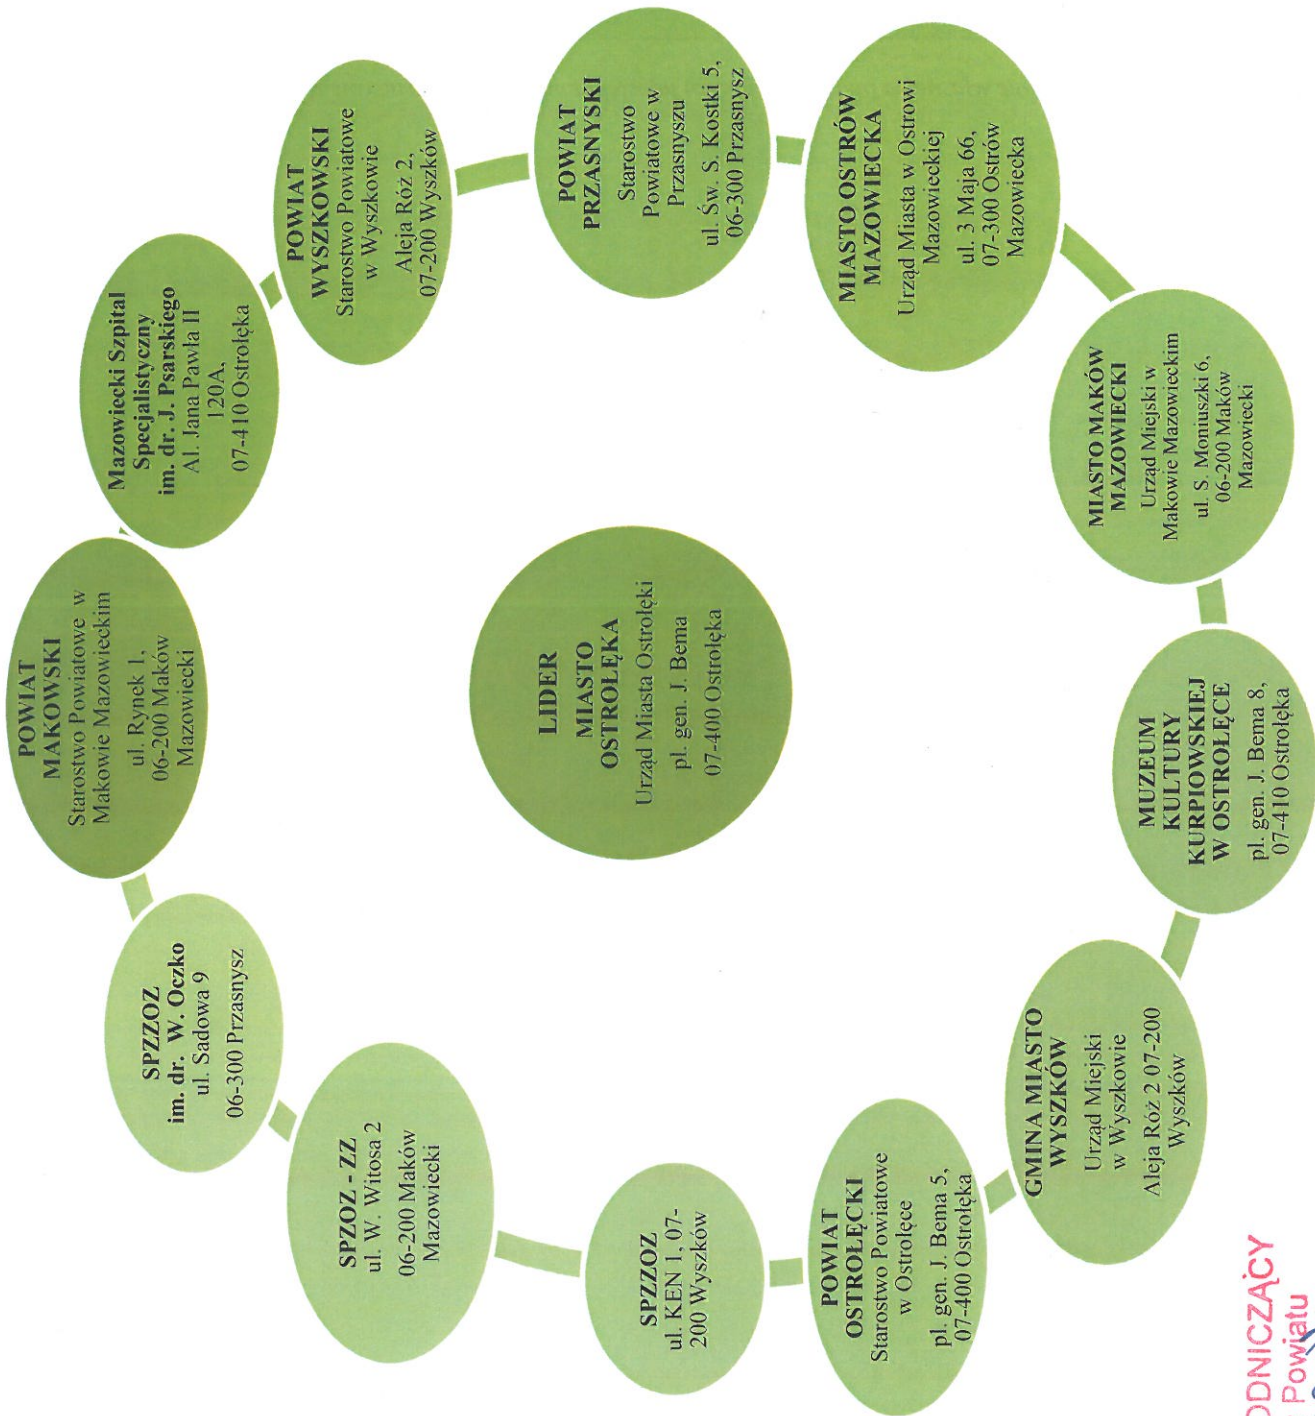 POWIAT
MAKOWSKI
Starostwo Powiatowe w
Makowie Mazowieckim
ul. Rynek 1,
06-200 Maków
Mazowiecki
Mazowiecki Szpital
Specjalistyczny
im. dr. J. Psarskiego
Al. Jana Pawła II
120A,
07-410 Ostrołęka
POWIAT
WYSZKOWSKI
Starostwo Powiatowe
w Wyszkowie
Aleja Róż 2,
07-200 Wyszków
POWIAT
PRZASNYSKI
Starostwo
Powiatowe w
Przasnyszu
ul. Św. S. Kostki 5,
06-300 Przasnysz
MIASTO OSTRÓW
MAZOWIECKA
Urząd Miasta w Ostrowi
Mazowieckiej
ul. 3 Maja 66,
07-300 Ostrów
Mazowiecka
MIASTO MAKÓW
MAZOWIECKI
Urząd Miejski w
Makowie Mazowieckim
ul. S. Moniuszki 6,
06-200 Maków
Mazowiecki
MUZEUM
KULTURY
KURPIOWSKIEJ
W OSTROŁĘCE
pl. gen. J. Bema 8,
07-410 Ostrołęka
GMINA MIASTO
WYSZKÓW
Urząd Miejski
w Wyszkowie
Aleja Róż 2 07-200
Wyszków
POWIAT
OSTROŁĘCKI
Starostwo Powiatowe
w Ostrołęce
pl. gen. J. Bema 5,
07-400 Ostrołęka
SPZZOZ
ul. KEN 1, 07-
200 Wyszków
SPZOZ - ZZ
ul. W. Witosa 2
06-200 Maków
Mazowiecki
SPZZOZ
im. dr. W. Oczko
ul. Sadowa 9
06-300 Przasnysz
LIDER
MIASTO
OSTROŁĘKA
Urząd Miasta Ostrołęki
pl. gen. J. Bema
07-400 Ostrołęka
ODNICZĄCY
Powiatu